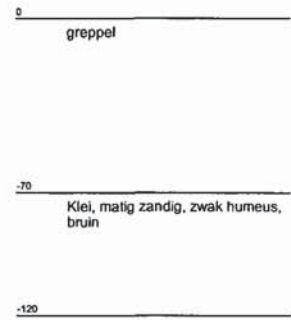 0
greppel
-70
Klei, matig zandig, zwak humeus,
bruin
-120